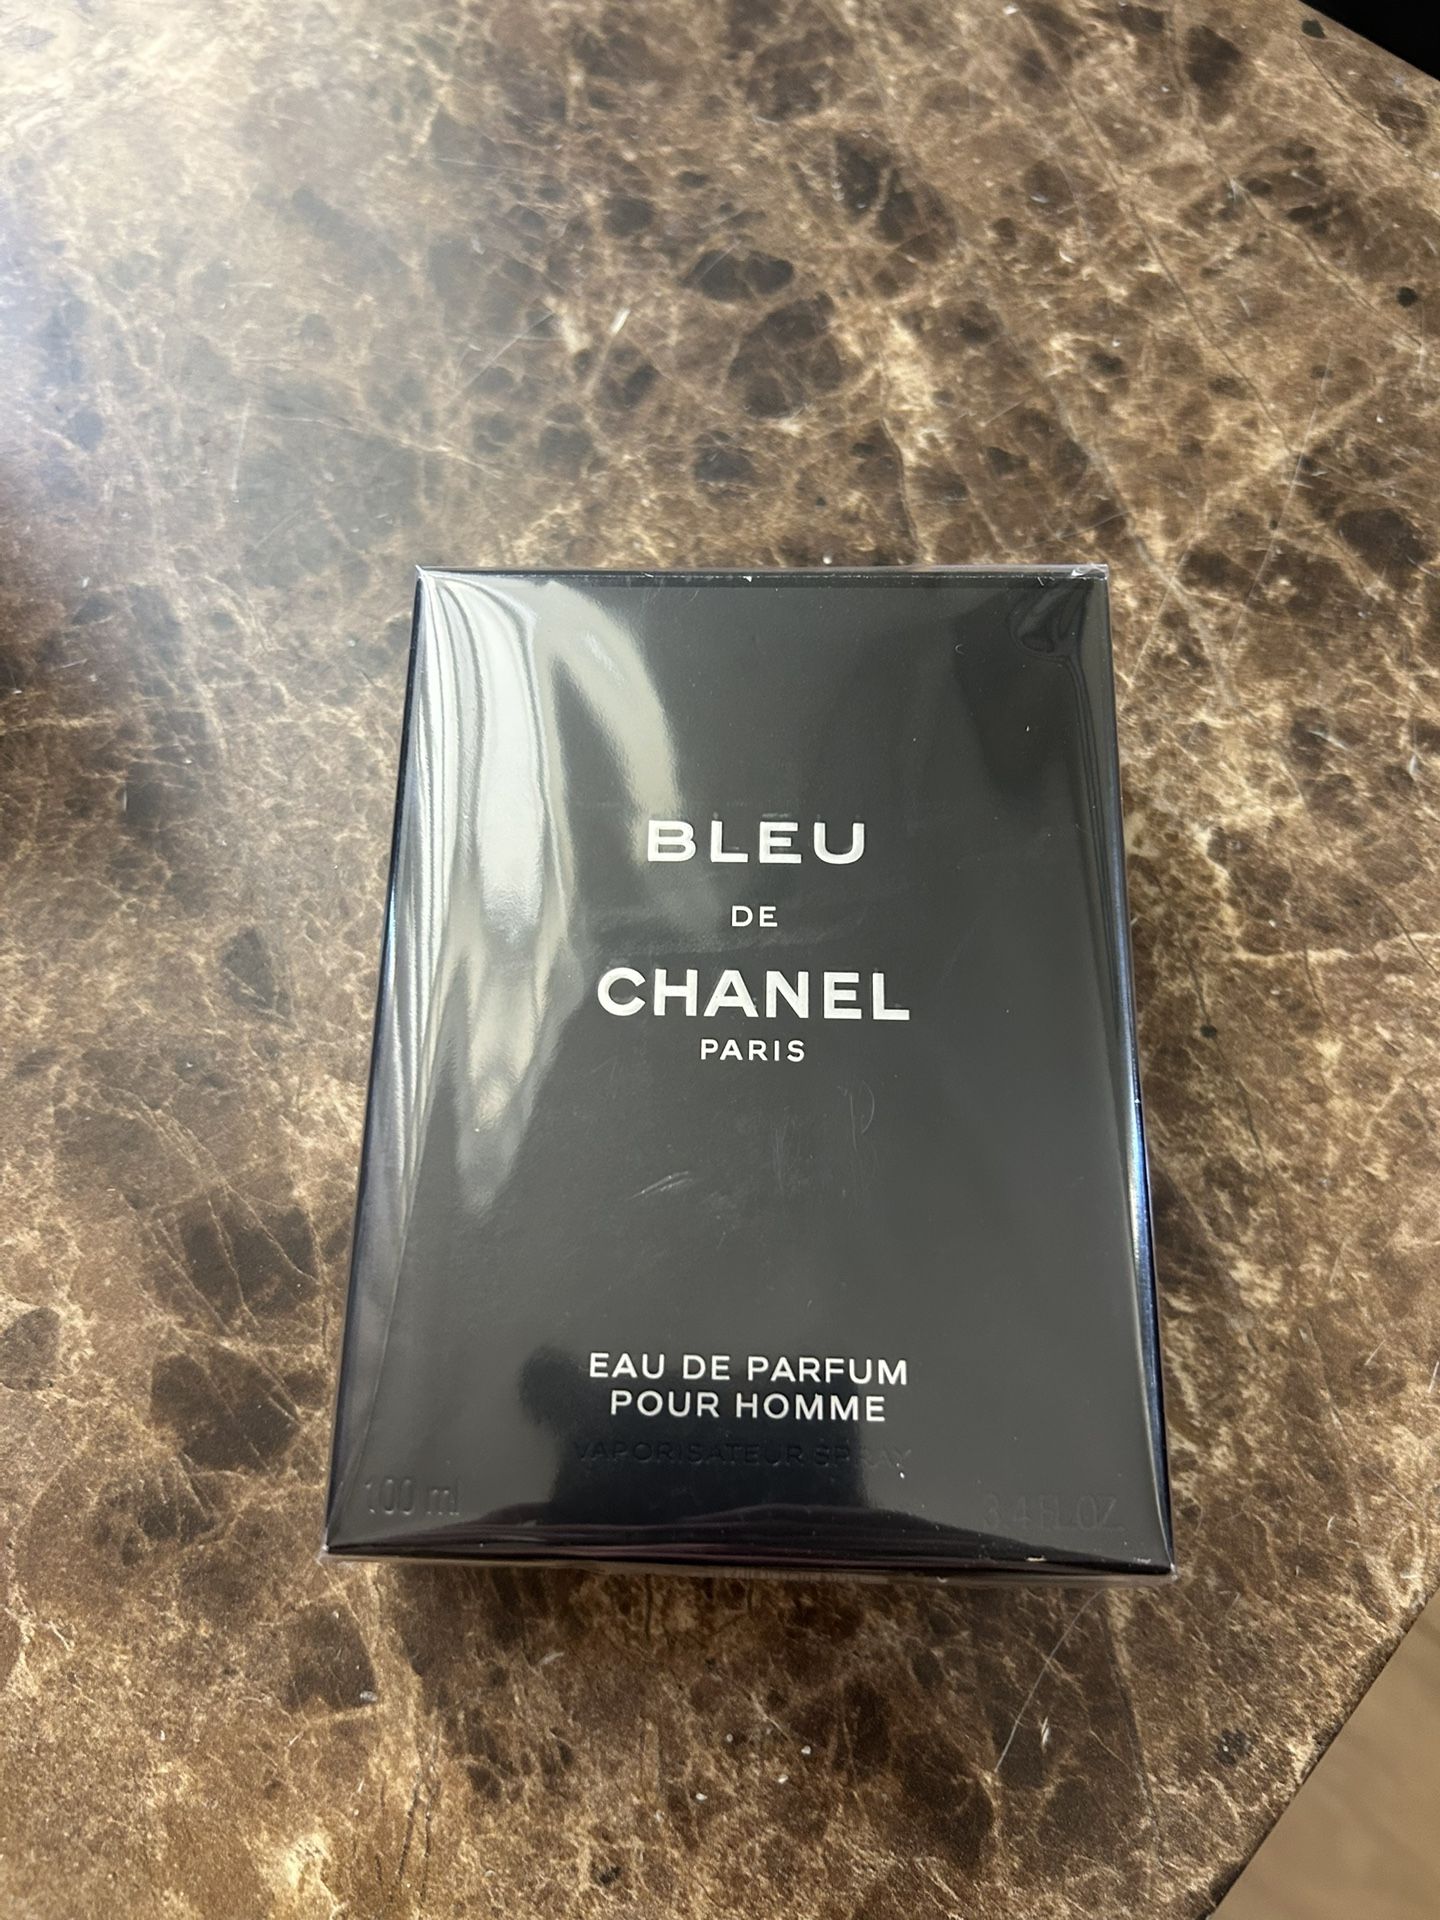 BLEU
DE
CHANEL
PARIS
EAU DE PARFUM
POUR HOMME
VAPORISATEUR SPRAY
100 ml
3.4 FL.OZ.